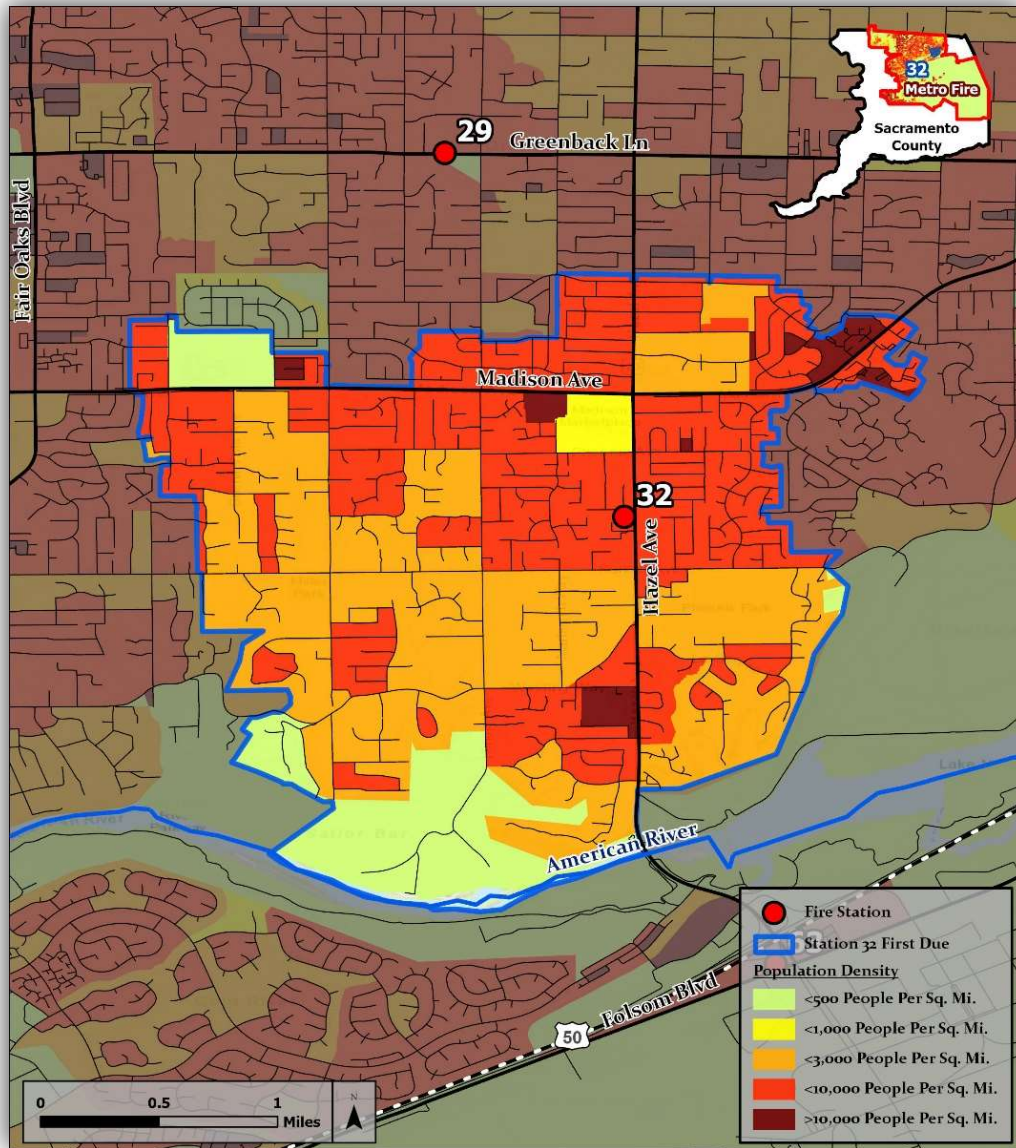 32
Metro Fire
Sacramento
County
29
Greenback Ln
Fair Oaks Blvd
Madison Ave
32
Hazel Ave
American River
Folsom Blvd
50
Fire Station
Station 32 First Due
Population Density
<500 People Per Sq. Mi.
<1,000 People Per Sq. Mi.
<3,000 People Per Sq. Mi.
<10,000 People Per Sq. Mi.
>10,000 People Per Sq. Mi.
0 0.5 1
Miles
N